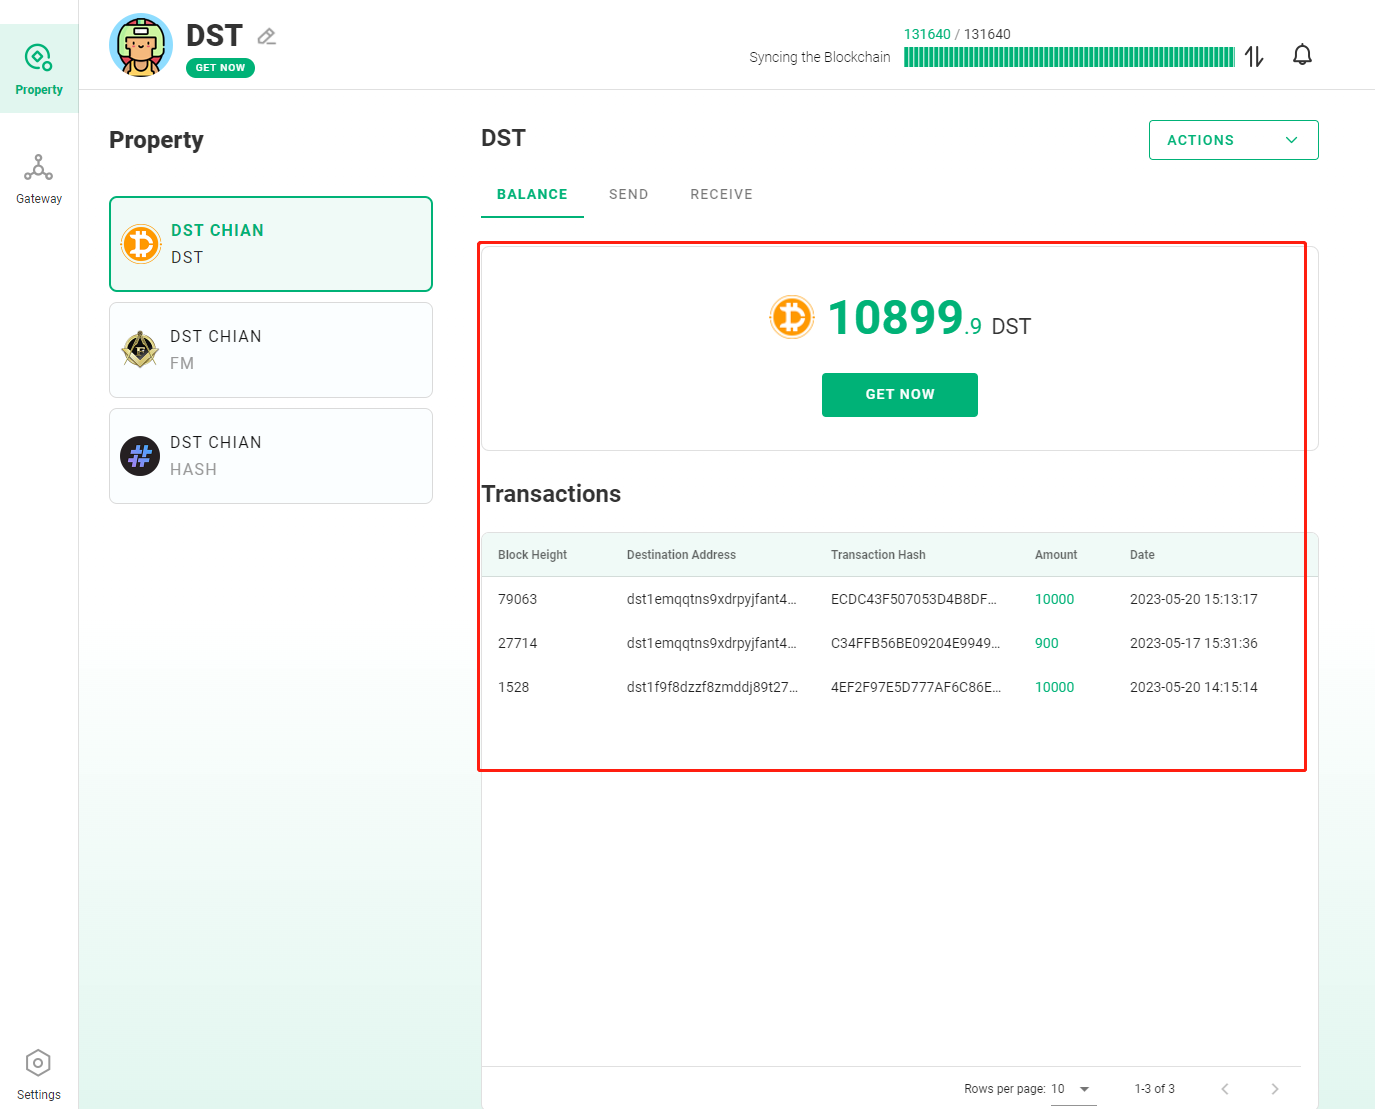 DST
GET NOW
Syncing the Blockchain
131640 / 131640
Property
Gateway
Settings
Property
DST CHIAN
DST
DST CHIAN
FM
DST CHIAN
HASH
DST
ACTIONS
BALANCE SEND RECEIVE
10899.9 DST
GET NOW
Transactions
Block Height Destination Address Transaction Hash Amount Date
79063 dst1emqqtns9xdrpyjfant4... ECDC43F507053D4B8DF... 10000 2023-05-20 15:13:17
27714 dst1emqqtns9xdrpyjfant4... C34FFB56BE09204E9949... 900 2023-05-17 15:31:36
1528 dst1f9f8dzzf8zmddj89t27... 4EF2F97E5D777AF6C86E... 10000 2023-05-20 14:15:14
Rows per page: 10 1-3 of 3